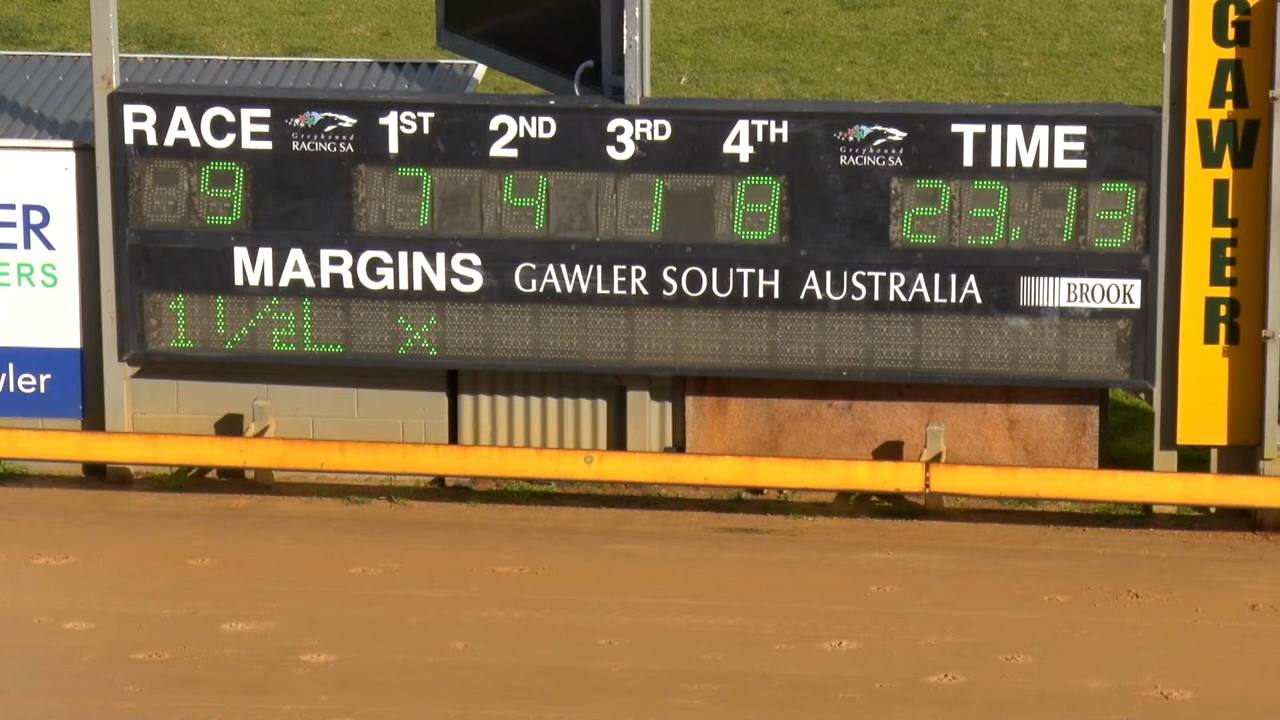 RACE 1ST 2ND 3RD 4TH TIME
Greyhound RACING SA
Greyhound RACING SA
9 7 4 1 8 23.13
MARGINS GAWLER SOUTH AUSTRALIA BROOK
1 1/2L X
GAWLER
ER
ERS
wler